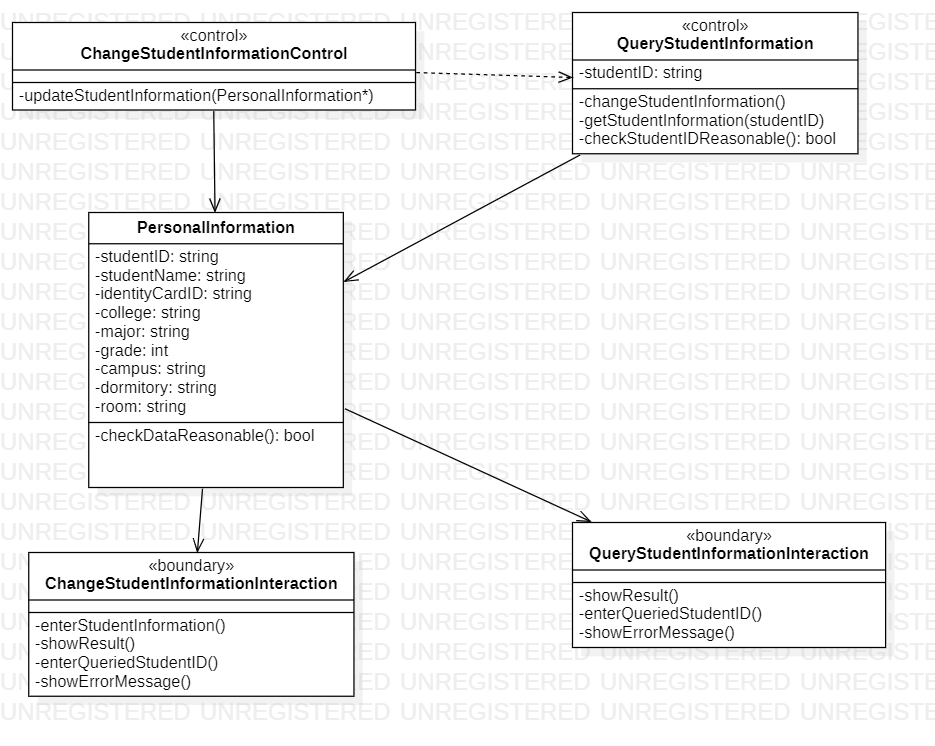 «control»
ChangeStudentInformationControl
-updateStudentInformation(PersonalInformation*)
«control»
QueryStudentInformation
-studentID: string
-changeStudentInformation()
-getStudentInformation(studentID)
-checkStudentIDReasonable(): bool
PersonalInformation
-studentID: string
-studentName: string
-identityCardID: string
-college: string
-major: string
-grade: int
-campus: string
-dormitory: string
-room: string
-checkDataReasonable(): bool
«boundary»
ChangeStudentInformationInteraction
-enterStudentInformation()
-showResult()
-enterQueriedStudentID()
-showErrorMessage()
«boundary»
QueryStudentInformationInteraction
-showResult()
-enterQueriedStudentID()
-showErrorMessage()
UNREGISTERED